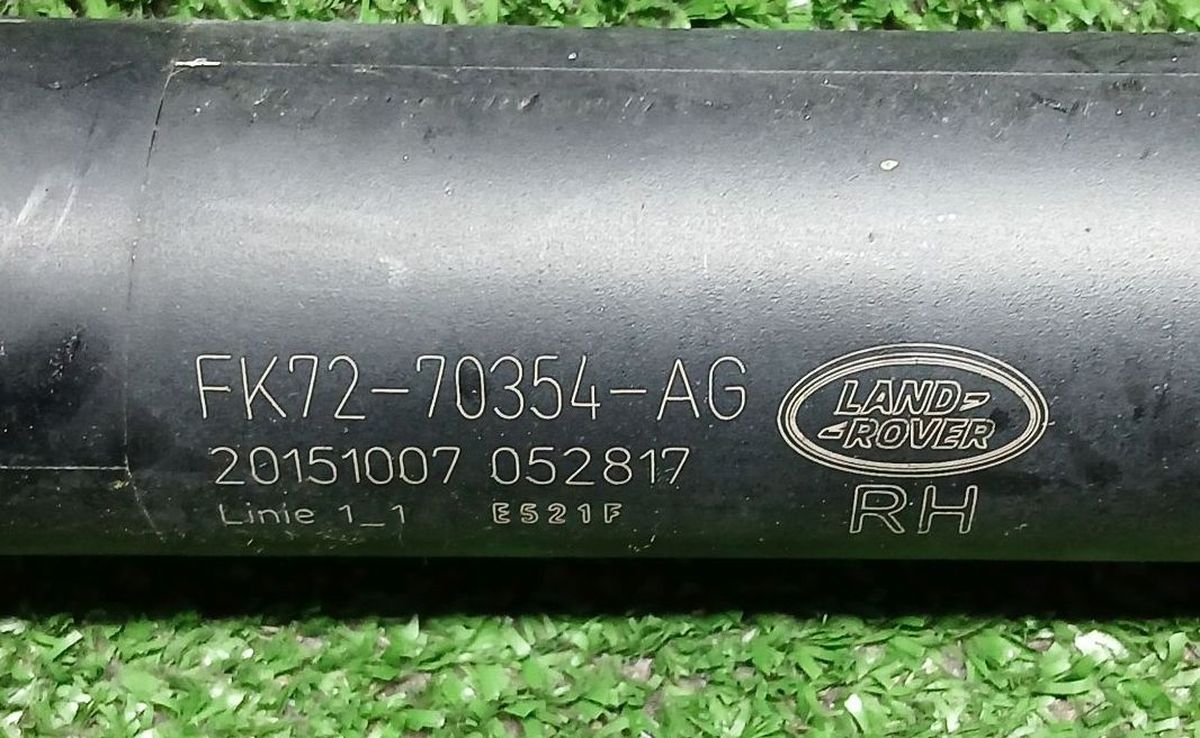 FK72-70354-AG
20151007 052817
Linie 1_1 E521F
LAND-
-ROVER
RH